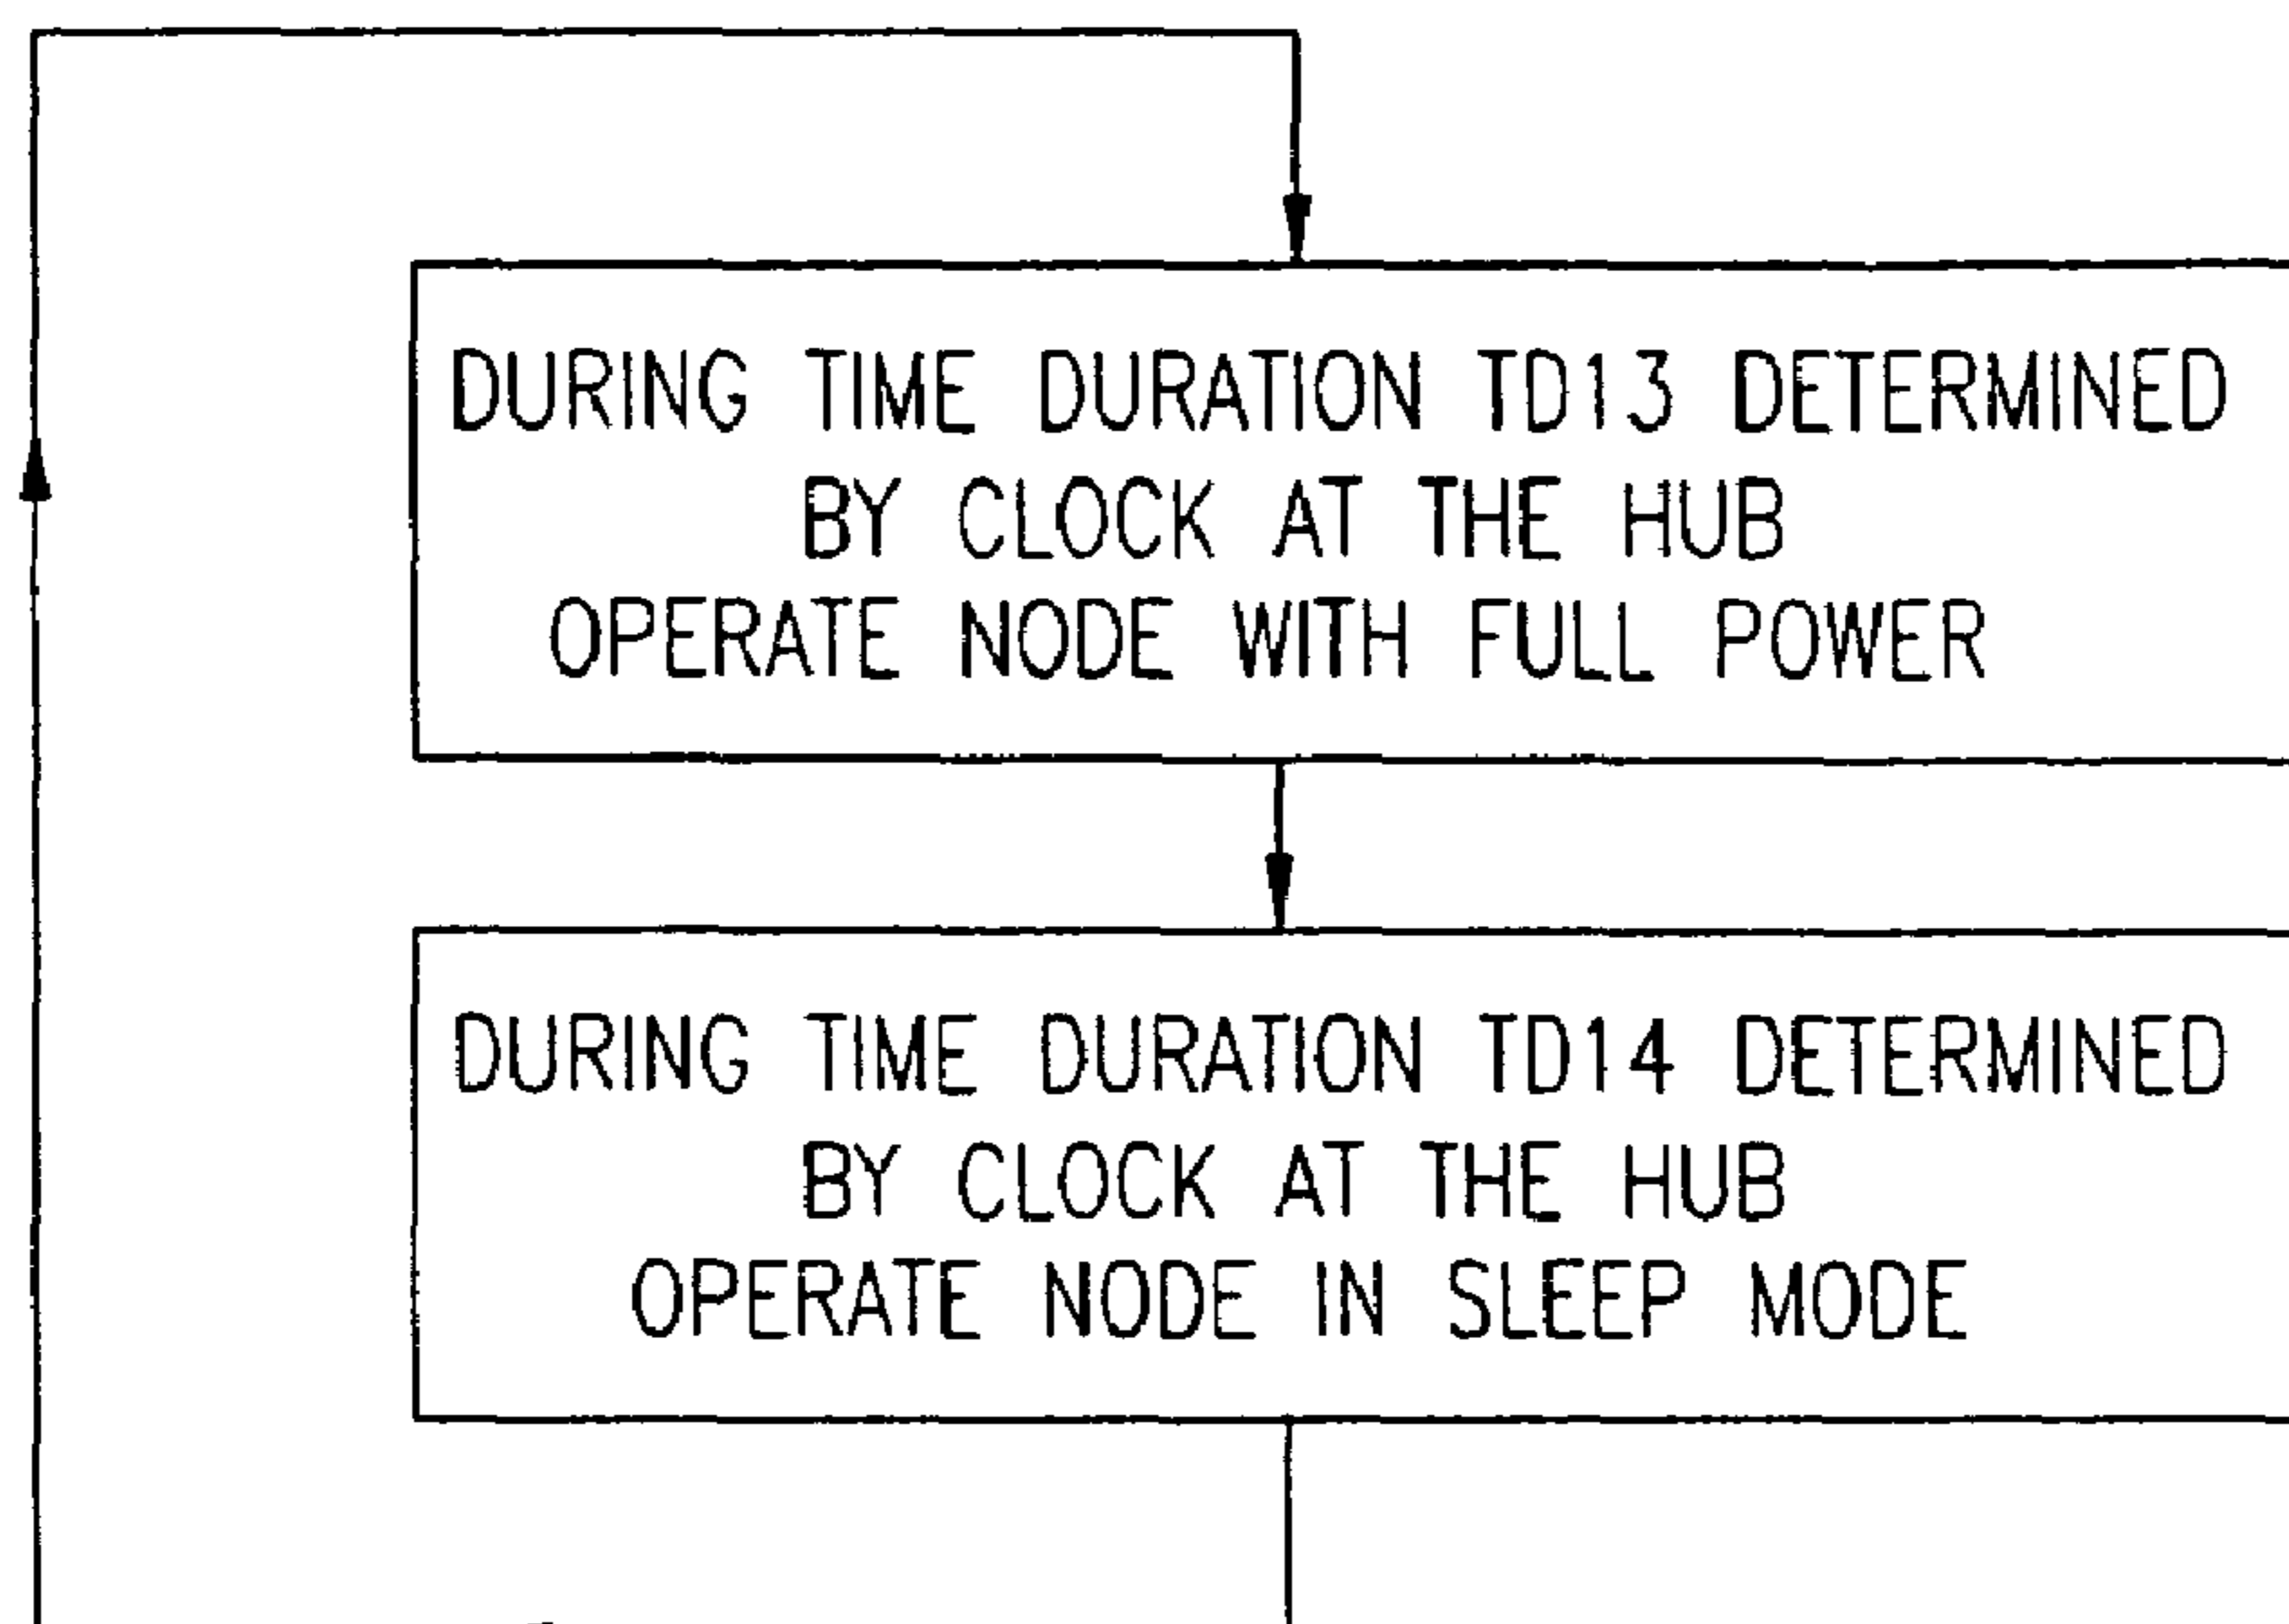 DURING TIME DURATION TD13 DETERMINED
BY CLOCK AT THE HUB
OPERATE NODE WITH FULL POWER
DURING TIME DURATION TD14 DETERMINED
BY CLOCK AT THE HUB
OPERATE NODE IN SLEEP MODE